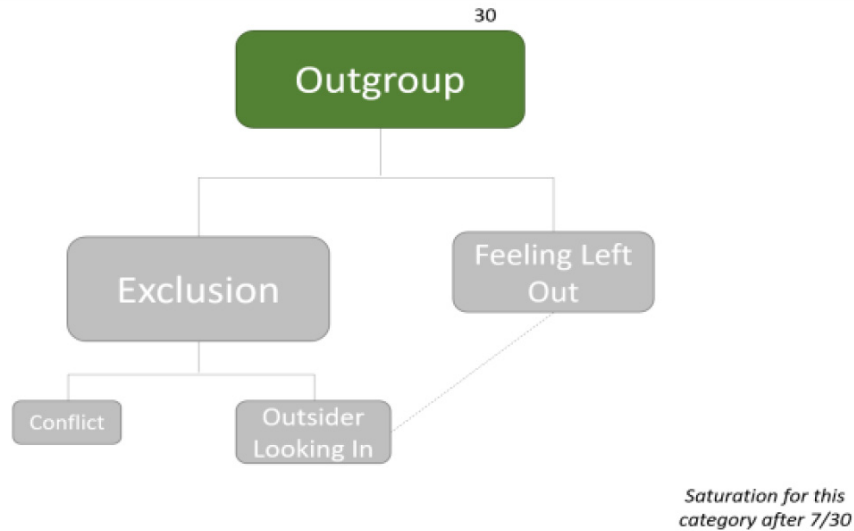 30
Outgroup
Feeling Left
Out
Exclusion
Conflict
Outsider
Looking In
Saturation for this
category after 7/30